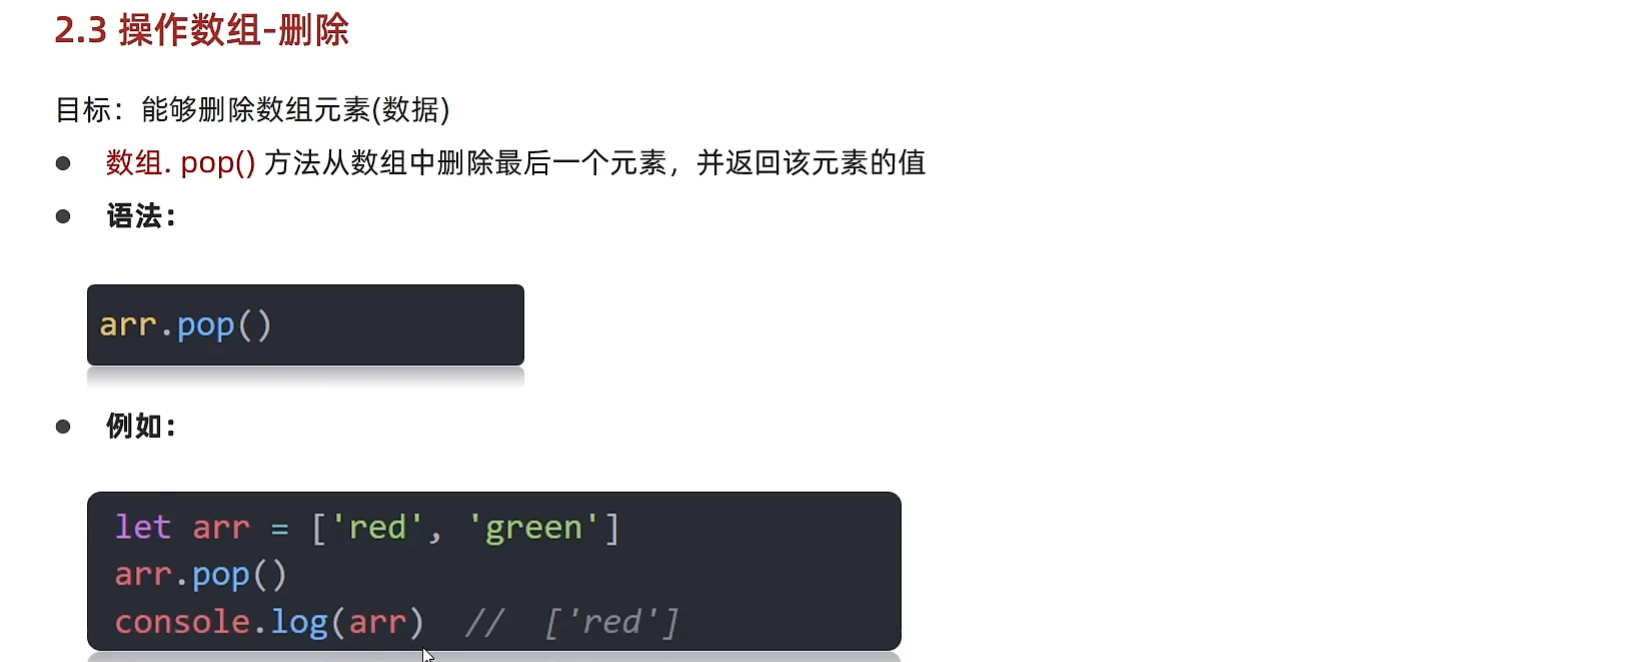 2.3 操作数组-删除
目标：能够删除数组元素(数据)
● 数组. pop() 方法从数组中删除最后一个元素，并返回该元素的值
● 语法：
arr.pop()
● 例如：
let arr = ['red', 'green']
arr.pop()
console.log(arr)  //  ['red']